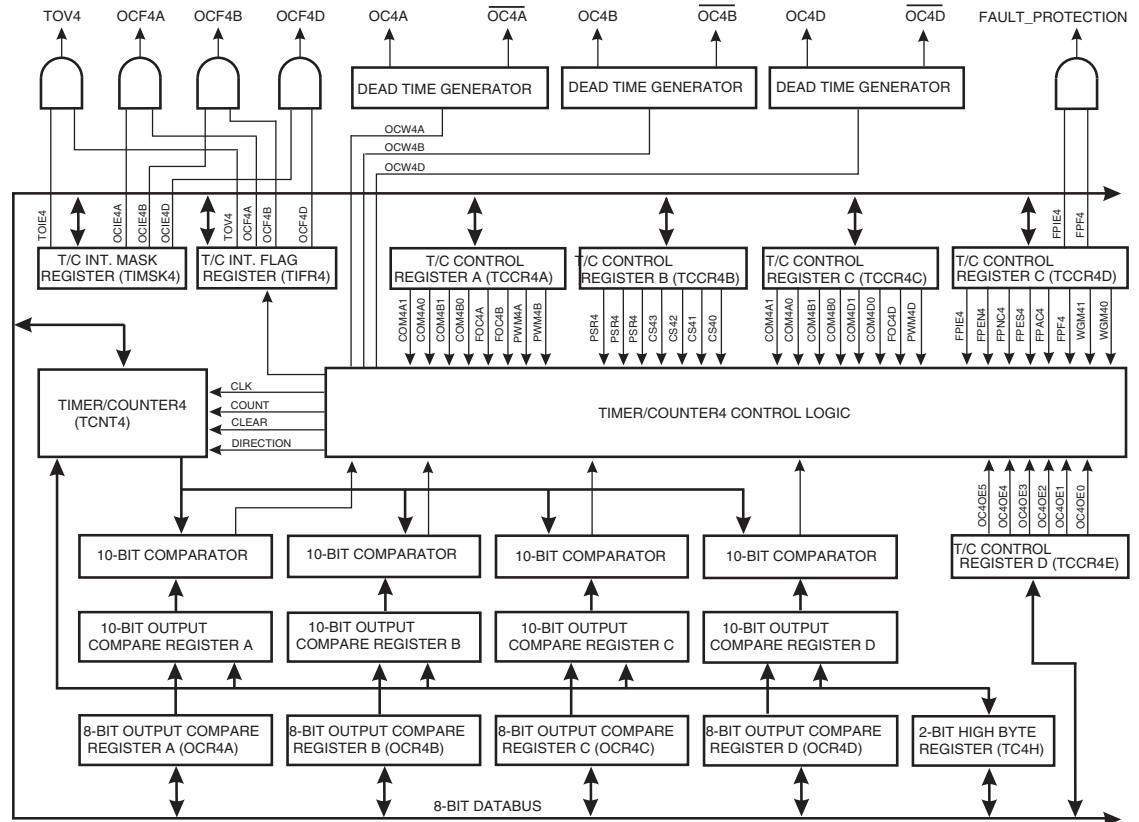 TOV4 OCF4A OCF4B OCF4D OC4A OC4A OC4B OC4B OC4D OC4D FAULT_PROTECTION
DEAD TIME GENERATOR DEAD TIME GENERATOR DEAD TIME GENERATOR
OCW4A
OCW4B
OCW4D
TOIE4 OCIE4A OCIE4B OCIE4D TOV4 OCF4A OCF4B OCF4D FPIE4 FPF4
T/C INT. MASK
REGISTER (TIMSK4)
T/C INT. FLAG
REGISTER (TIFR4)
T/C CONTROL
REGISTER A (TCCR4A)
T/C CONTROL
REGISTER B (TCCR4B)
T/C CONTROL
REGISTER C (TCCR4C)
T/C CONTROL
REGISTER C (TCCR4D)
COM4A1 COM4A0 COM4B1 COM4B0 FOC4A FOC4B PWM4A PWM4B
PSR4 PSR4 PSR4 CS43 CS42 CS41 CS40
COM4A1 COM4A0 COM4B1 COM4B0 COM4D1 COM4D0 FOC4D PWM4D
FPIE4 FPEN4 FPNC4 FPES4 FPAC4 FPF4 WGM41 WGM40
TIMER/COUNTER4
(TCNT4)
CLK
COUNT
CLEAR
DIRECTION
TIMER/COUNTER4 CONTROL LOGIC
OC4OE5 OC4OE4 OC4OE3 OC4OE2 OC4OE1 OC4OE0
10-BIT COMPARATOR 10-BIT COMPARATOR 10-BIT COMPARATOR 10-BIT COMPARATOR
T/C CONTROL
REGISTER D (TCCR4E)
10-BIT OUTPUT
COMPARE REGISTER A
10-BIT OUTPUT
COMPARE REGISTER B
10-BIT OUTPUT
COMPARE REGISTER C
10-BIT OUTPUT
COMPARE REGISTER D
8-BIT OUTPUT COMPARE
REGISTER A (OCR4A)
8-BIT OUTPUT COMPARE
REGISTER B (OCR4B)
8-BIT OUTPUT COMPARE
REGISTER C (OCR4C)
8-BIT OUTPUT COMPARE
REGISTER D (OCR4D)
2-BIT HIGH BYTE
REGISTER (TC4H)
8-BIT DATABUS